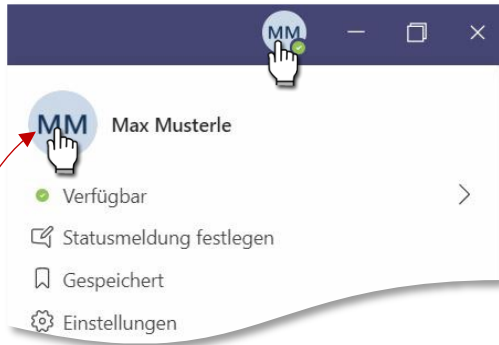 MM
MM Max Musterle
Verfügbar
Statusmeldung festlegen
Gespeichert
Einstellungen